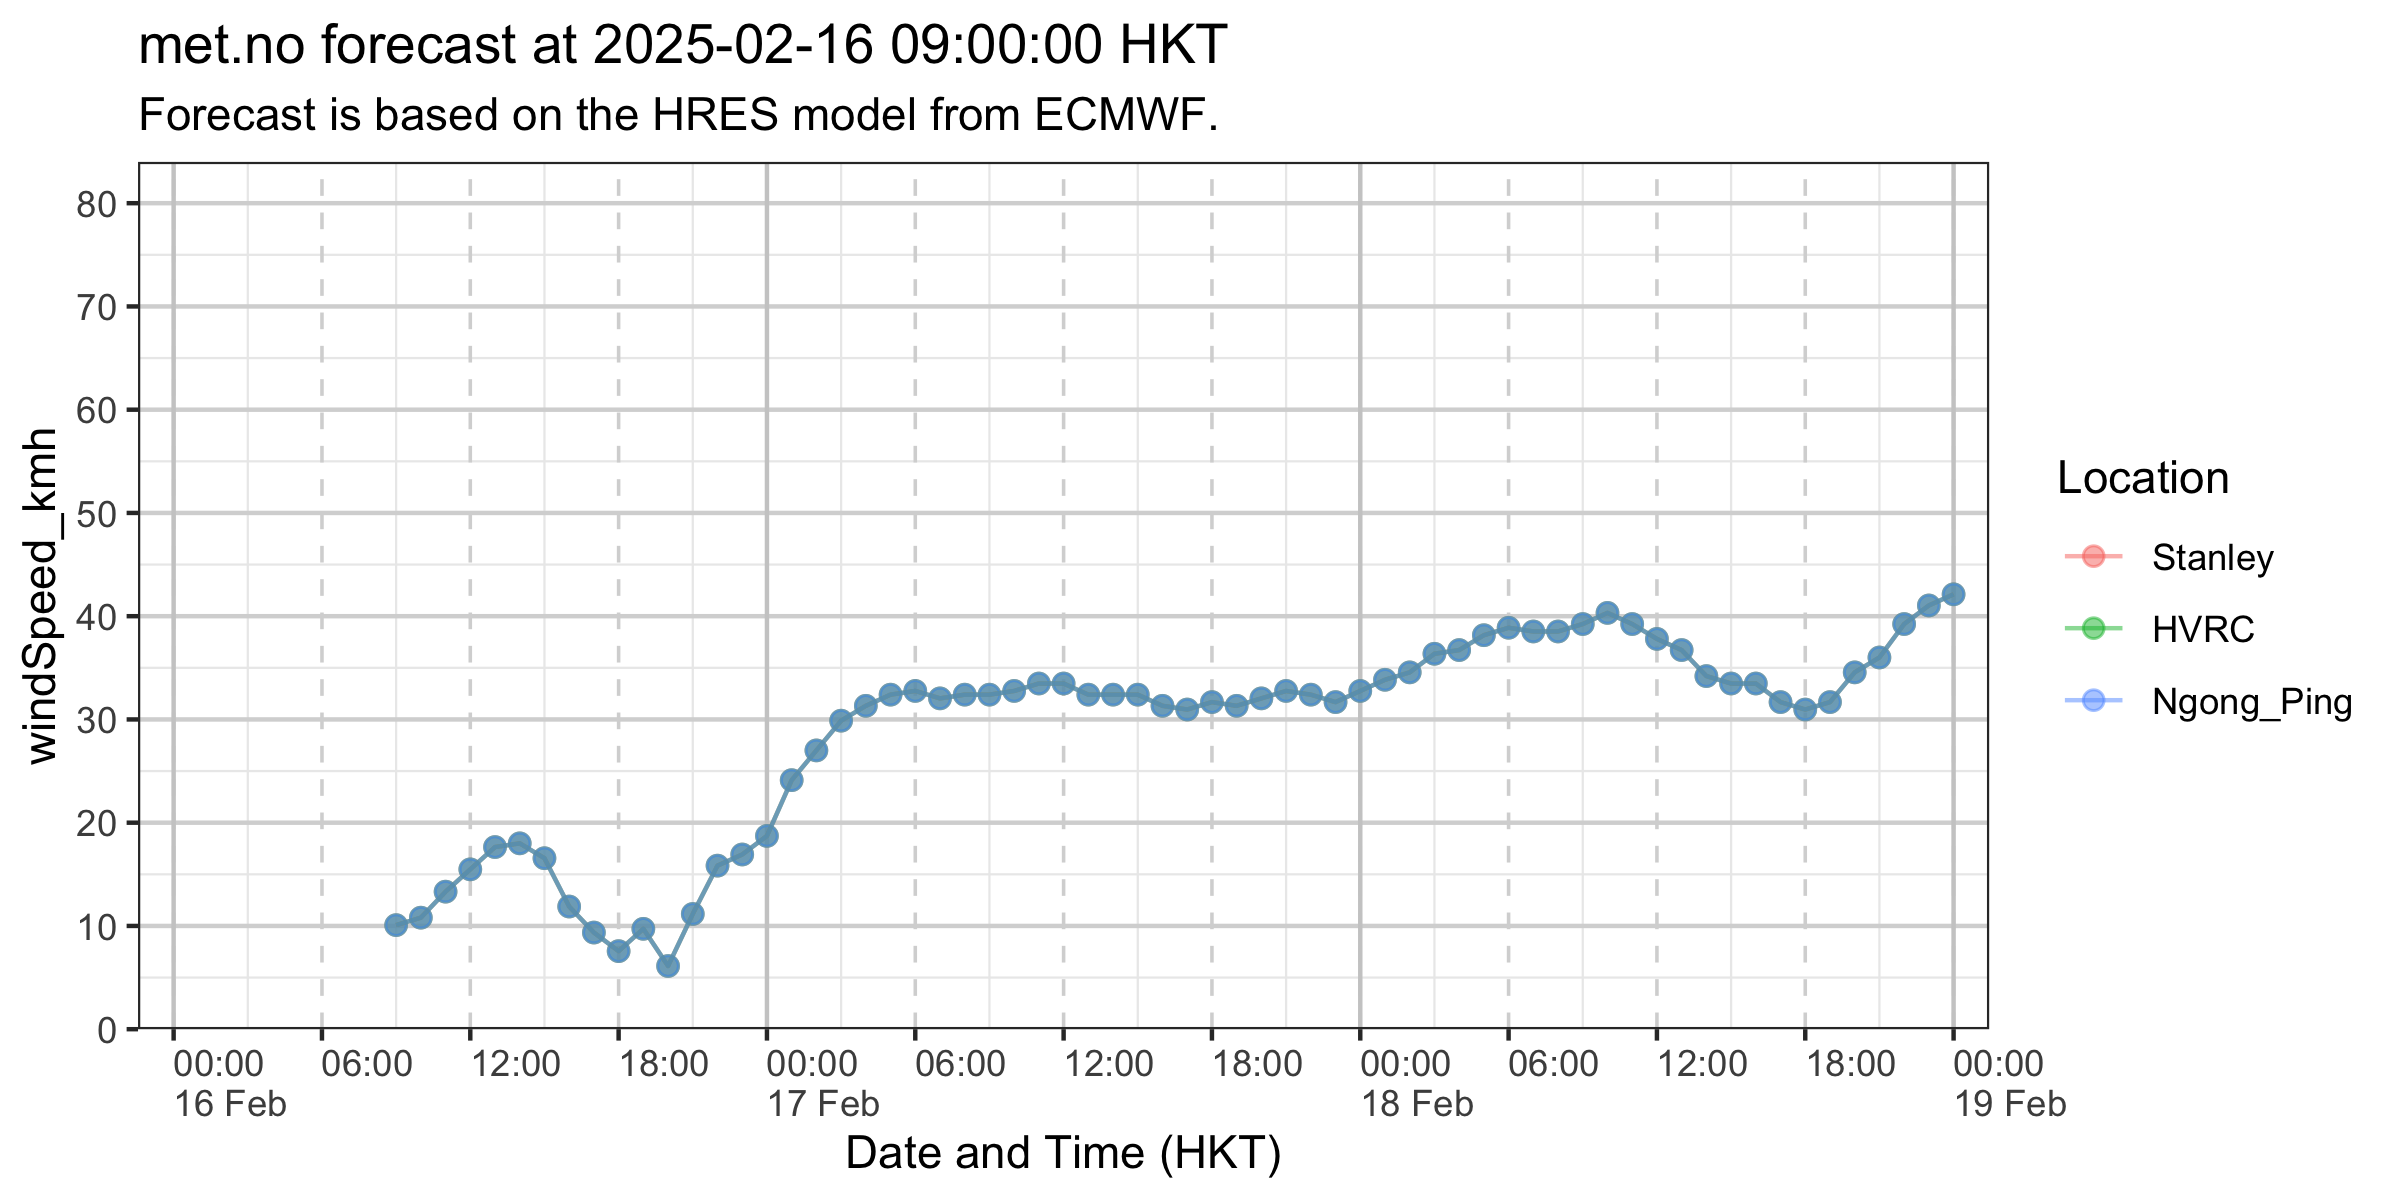 met.no forecast at 2025-02-16 09:00:00 HKT
Forecast is based on the HRES model from ECMWF.
windSpeed_kmh
80
70
60
50
40
30
20
10
0
00:00 06:00 12:00 18:00 00:00 06:00 12:00 18:00 00:00 06:00 12:00 18:00 00:00
16 Feb 17 Feb 18 Feb 19 Feb
Date and Time (HKT)
Location
Stanley
HVRC
Ngong_Ping